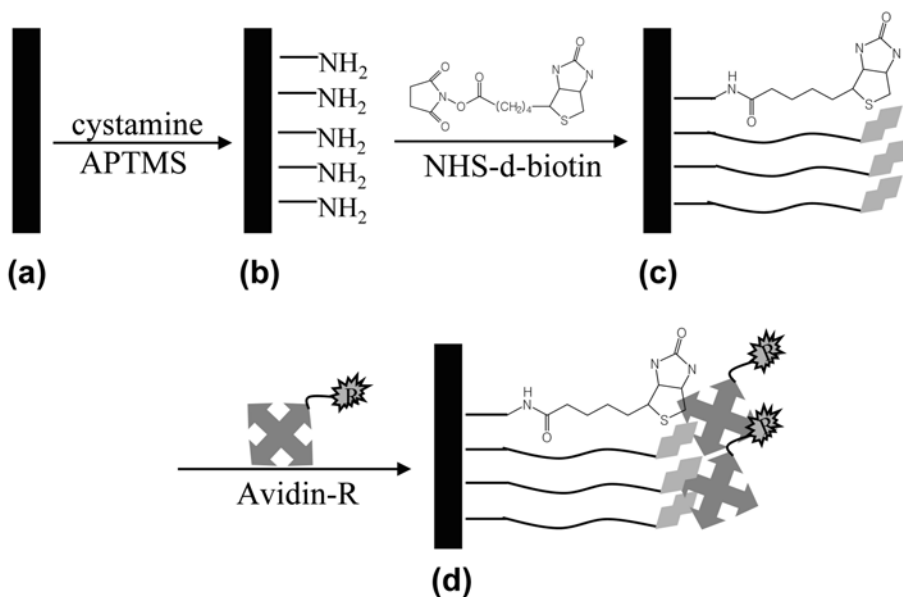 cystamine
APTMS
NH2
NH2
NH2
NH2
NH2
O
N
O
O
O
(CH2)4
O
N
N
S
NHS-d-biotin
H
N
O
O
N
N
S
(a)
(b)
(c)
R
Avidin-R
H
N
O
O
N
N
S
R
R
(d)